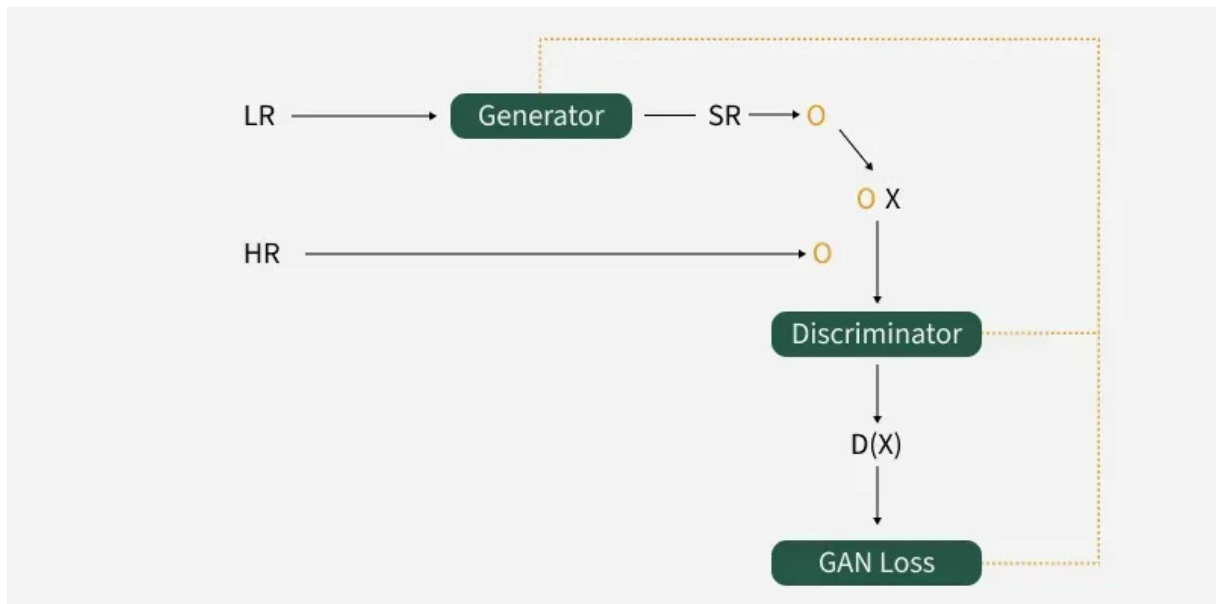 LR Generator SR O
O X
HR O
Discriminator
D(X)
GAN Loss